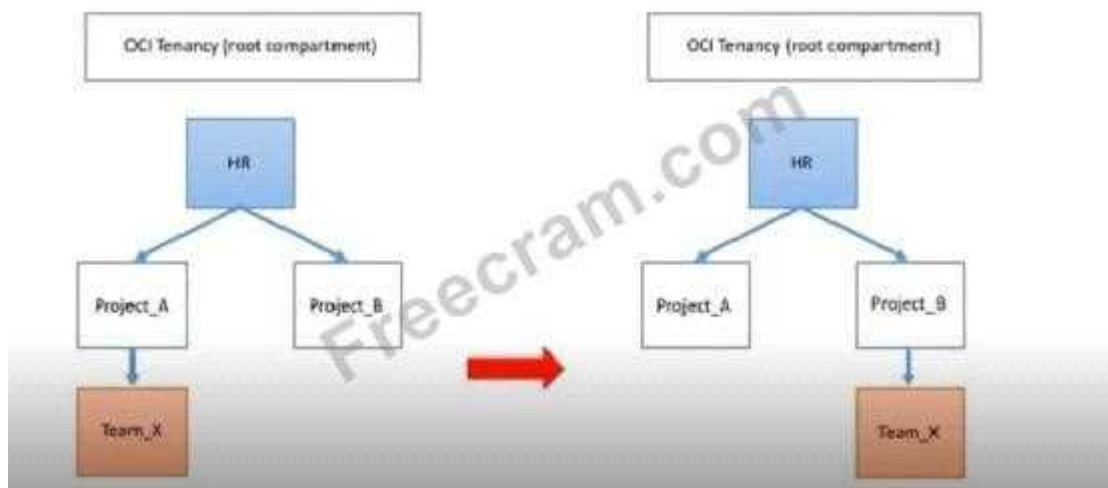 OCI Tenancy (root compartment)
OCI Tenancy (root compartment)
HR
HR
Project_A
Project_B
Project_A
Project_B
Team_X
Team_X
Freecram.com